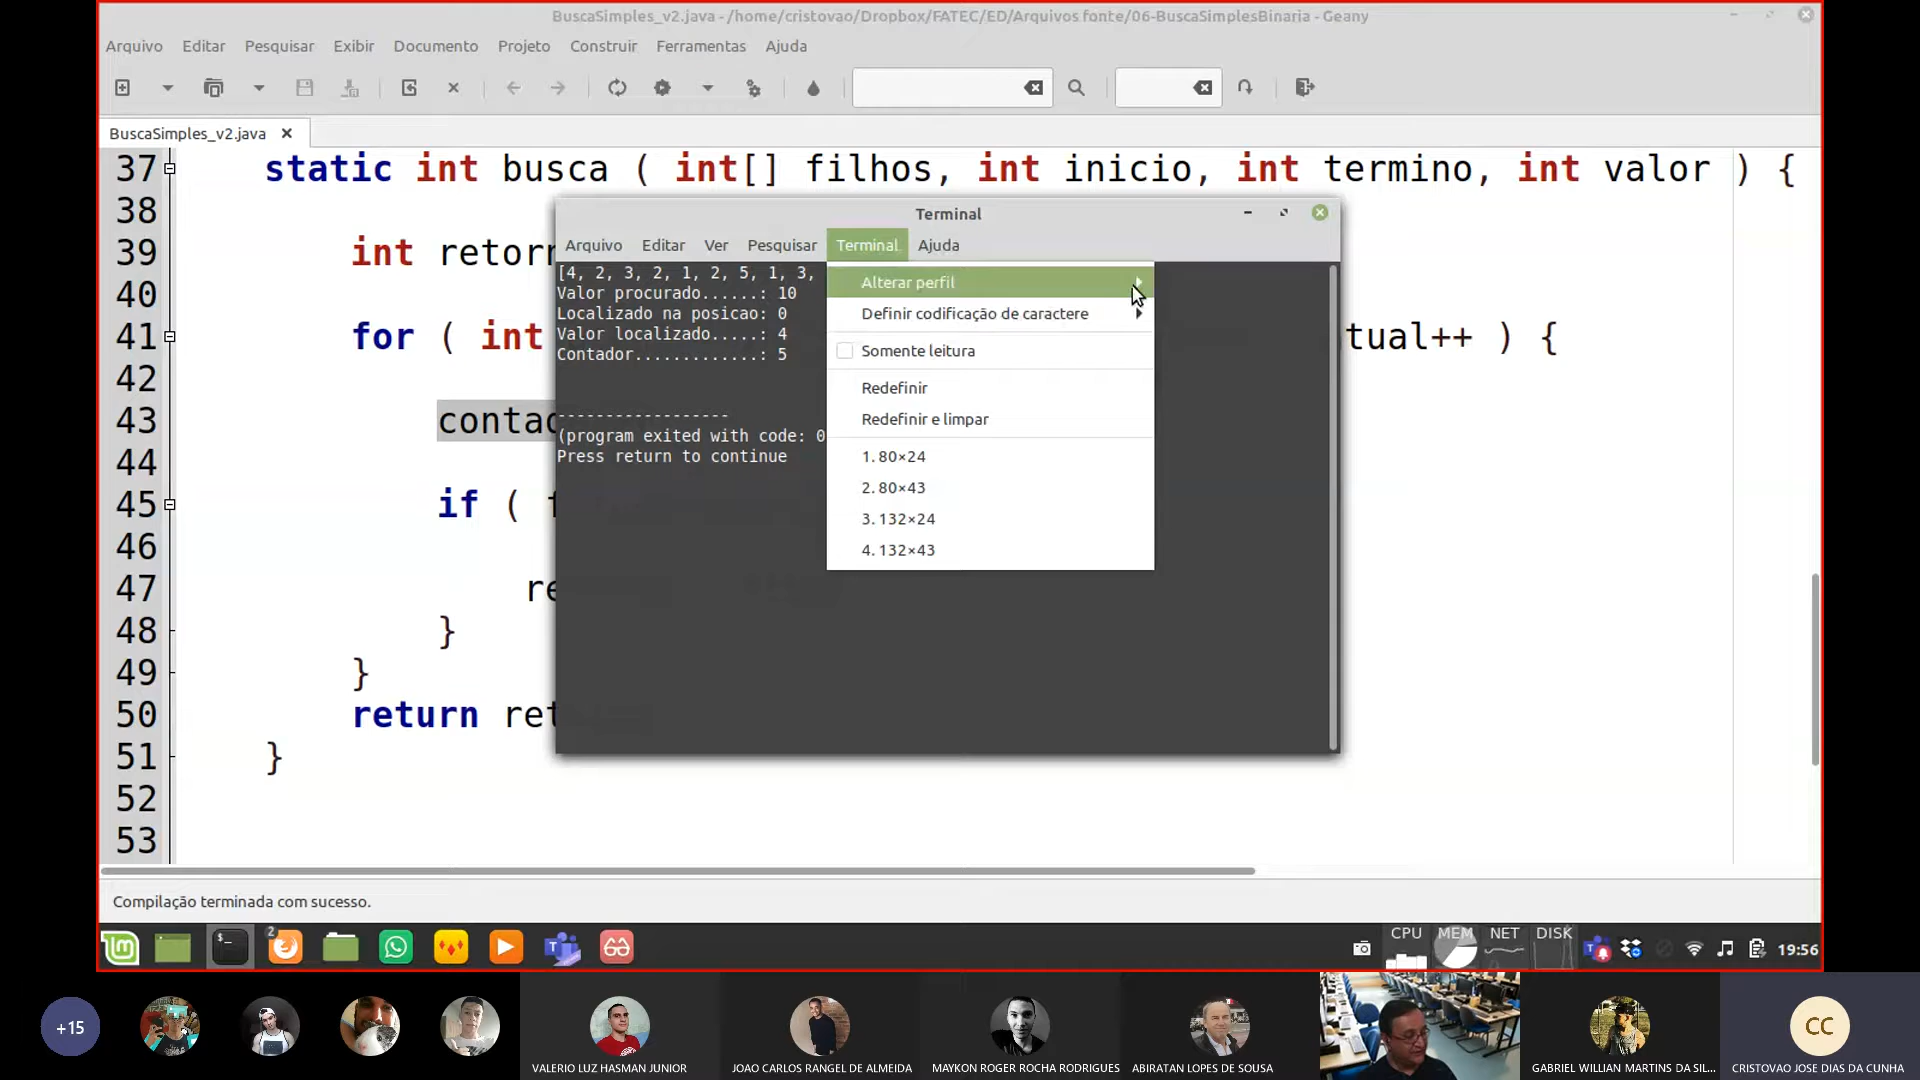 BuscaSimples_v2.java - /home/cristovao/Dropbox/FATEC/ED/Arquivos fonte/06-BuscaSimplesBinaria - Geany
Arquivo Editar Pesquisar Exibir Documento Projeto Construir Ferramentas Ajuda
BuscaSimples_v2.java
37 static int busca ( int[] filhos, int inicio, int termino, int valor ) {
38
39 int retorn
40
41 for ( int tual++ ) {
42
43 contad
44
45 if ( f
46
47 re
48 }
49 }
50 return ret
51 }
52
53
Terminal
Arquivo Editar Ver Pesquisar Terminal Ajuda
[4, 2, 3, 2, 1, 2, 5, 1, 3,
Valor procurado......: 10
Localizado na posicao: 0
Valor localizado.....: 4
Contador.............: 5
------------------
(program exited with code: 0
Press return to continue
Alterar perfil
Definir codificação de caractere
Somente leitura
Redefinir
Redefinir e limpar
1. 80×24
2. 80×43
3. 132×24
4. 132×43
Compilação terminada com sucesso.
2
CPU MEM NET DISK
19:56
+15
VALERIO LUZ HASMAN JUNIOR
JOAO CARLOS RANGEL DE ALMEIDA
MAYKON ROGER ROCHA RODRIGUES
ABIRATAN LOPES DE SOUSA
GABRIEL WILLIAN MARTINS DA SIL...
CC
CRISTOVAO JOSE DIAS DA CUNHA